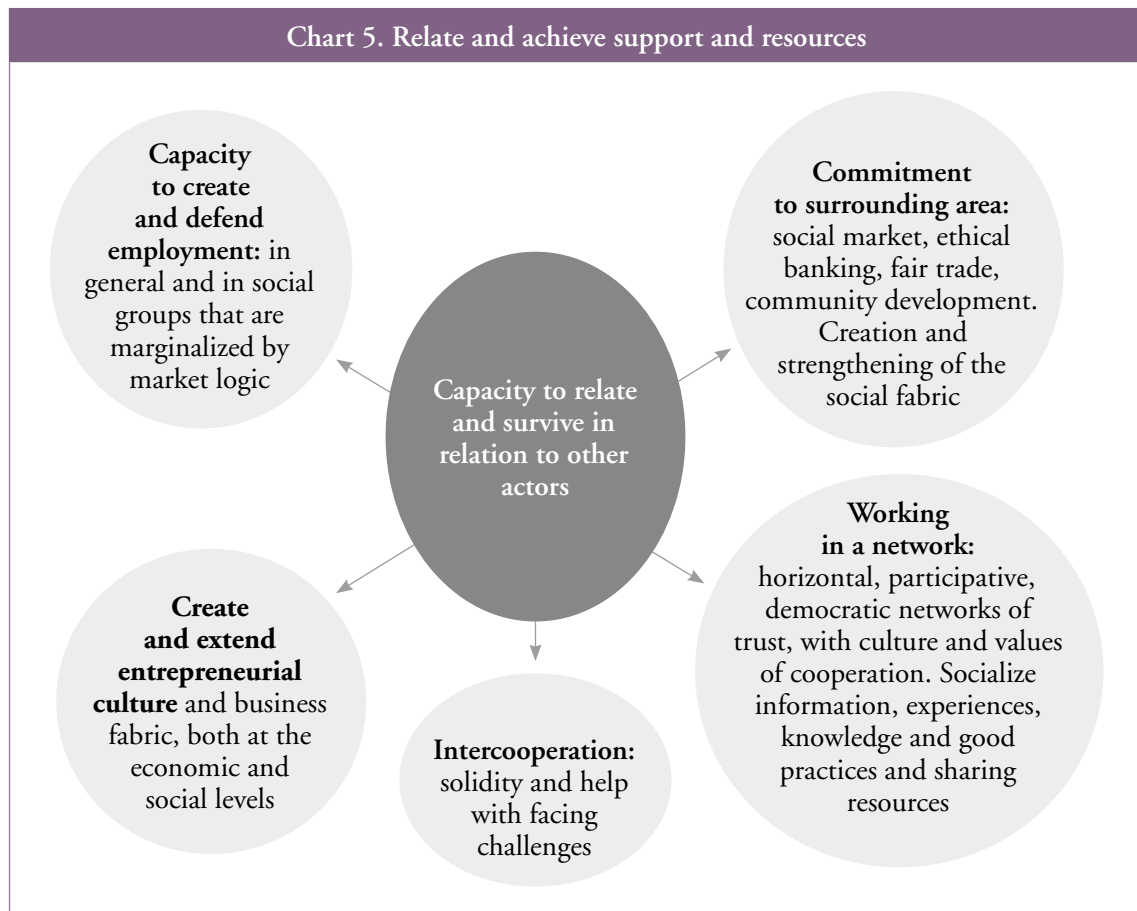 Chart 5. Relate and achieve support and resources
Capacity
to create
and defend
employment: in
general and in social
groups that are
marginalized by
market logic
Commitment
to surrounding area:
social market, ethical
banking, fair trade,
community development.
Creation and
strengthening of the
social fabric
Capacity to relate
and survive in
relation to other
actors
Create
and extend
entrepreneurial
culture and business
fabric, both at the
economic and
social levels
Intercooperation:
solidity and help
with facing
challenges
Working
in a network:
horizontal, participative,
democratic networks of
trust, with culture and values
of cooperation. Socialize
information, experiences,
knowledge and good
practices and sharing
resources